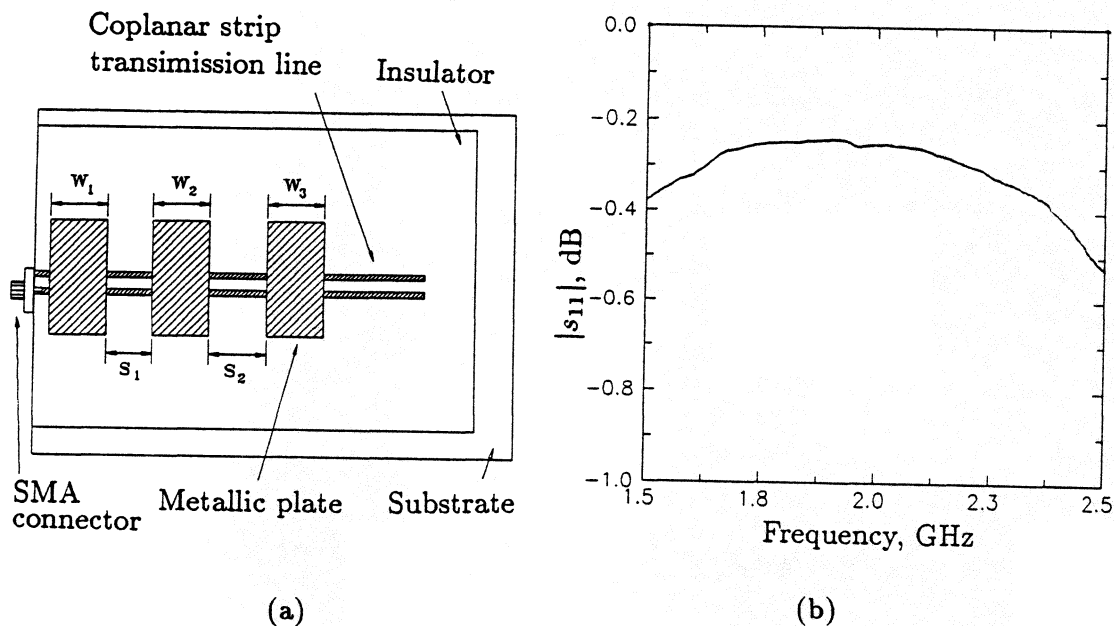 Coplanar strip
transimission line
Insulator
W1
W2
W3
S1
S2
SMA
connector
Metallic plate
Substrate
(a)
0.0
-0.2
-0.4
-0.6
-0.8
-1.0
|s11|, dB
1.5
1.8
2.0
2.3
2.5
Frequency, GHz
(b)